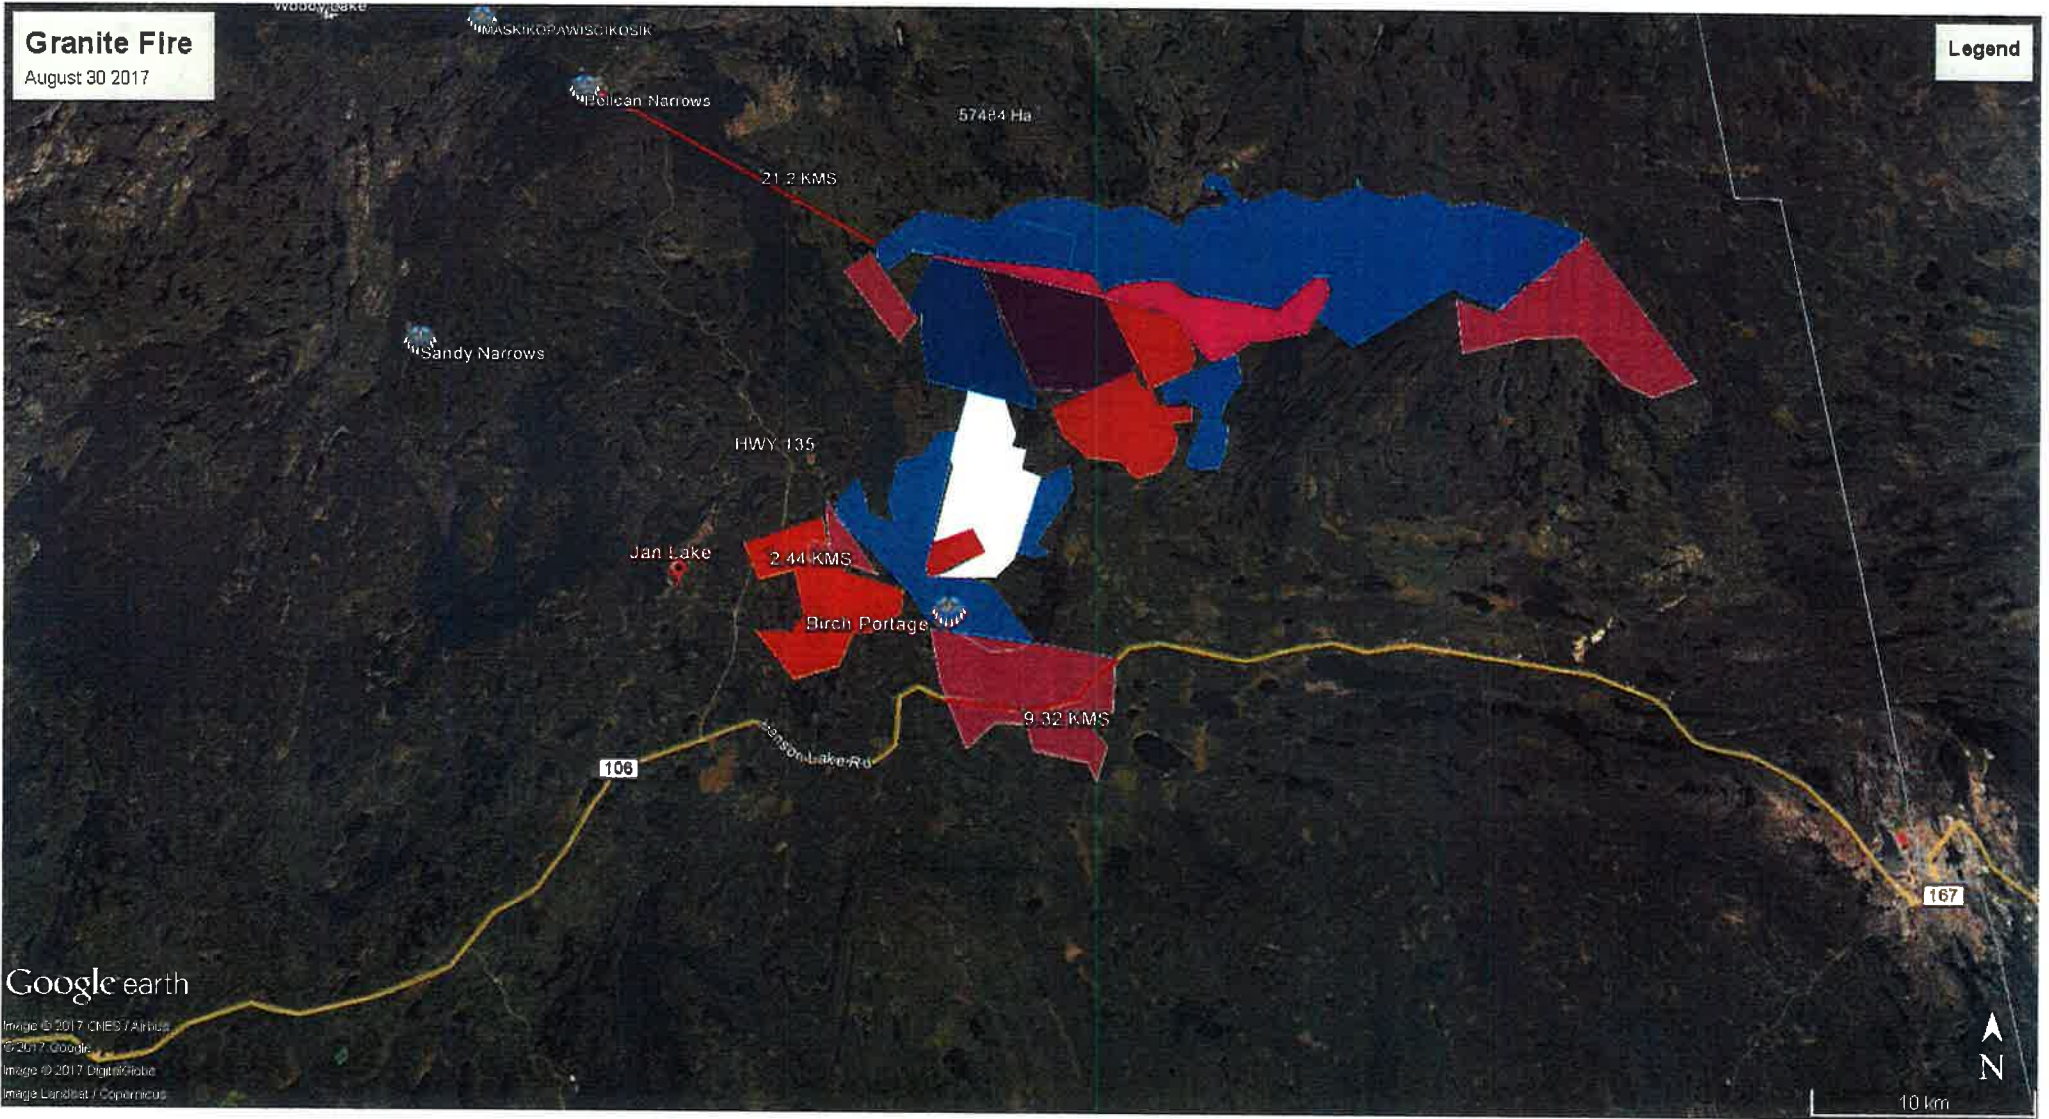 Granite Fire
August 30 2017
Woody Lake
MASKIKOPAWISCIKOSIK
Legend
Pelican Narrows
57484 Ha
21.2 KMS
Sandy Narrows
HWY 135
Jan Lake
2.44 KMS
Birch Portage
9.32 KMS
106
Lake Rd
167
Google earth
Image © 2017 CNES / Airbus
© 2017 Google
Image © 2017 DigitalGlobe
Image Landsat / Copernicus
N
10 km